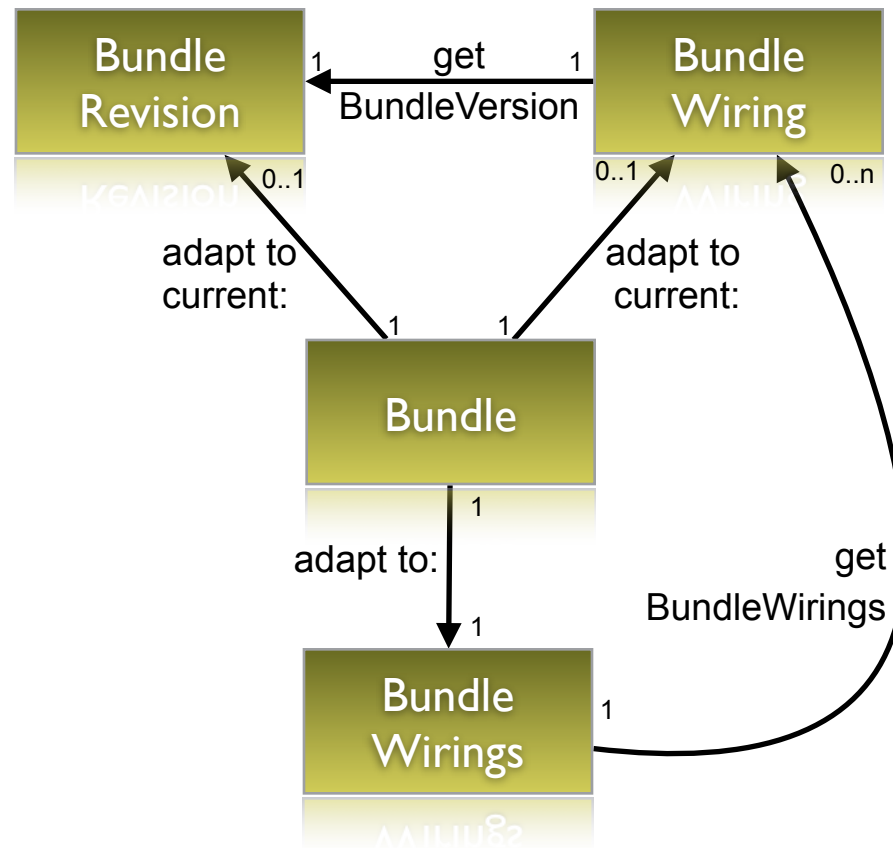 Bundle
Revision
1
get
BundleVersion
1
Bundle
Wiring
0..1
0..1
0..n
adapt to
current:
adapt to
current:
1
1
Bundle
1
adapt to:
1
get
BundleWirings
Bundle
Wirings
1